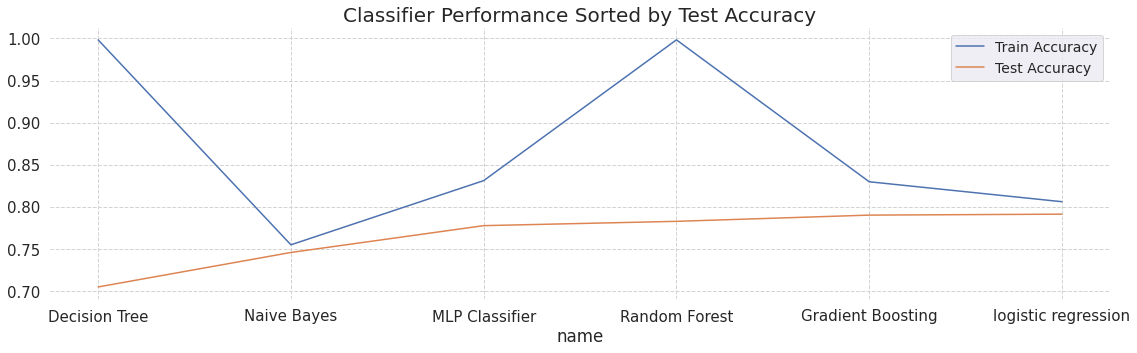 Classifier Performance Sorted by Test Accuracy
1.00
0.95
0.90
0.85
0.80
0.75
0.70
Train Accuracy
Test Accuracy
Decision Tree Naive Bayes MLP Classifier Random Forest Gradient Boosting logistic regression
name